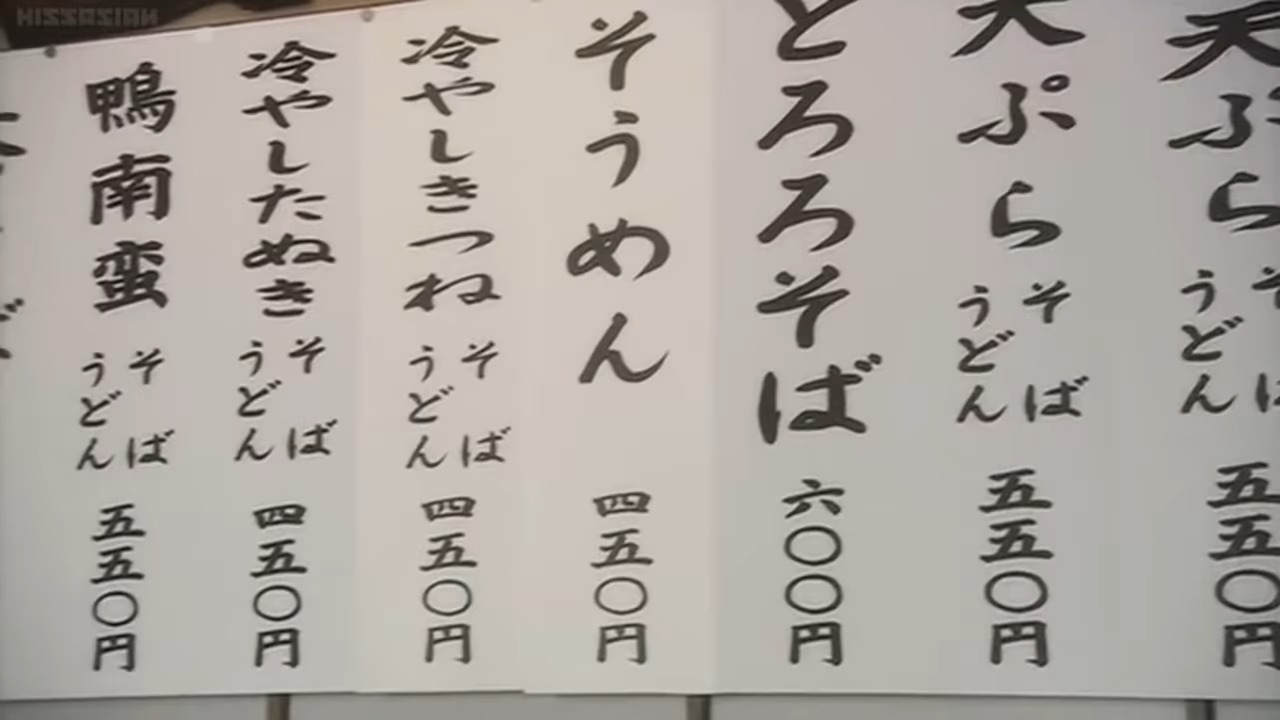 KISSASIAN
天ぷら そば うどん 五五〇円
天ぷら そば うどん 五五〇円
とろろそば 六〇〇円
そうめん 四五〇円
冷やしきつね そば うどん 四五〇円
冷やしたぬき そば うどん 四五〇円
鴨南蛮 そば うどん 五五〇円